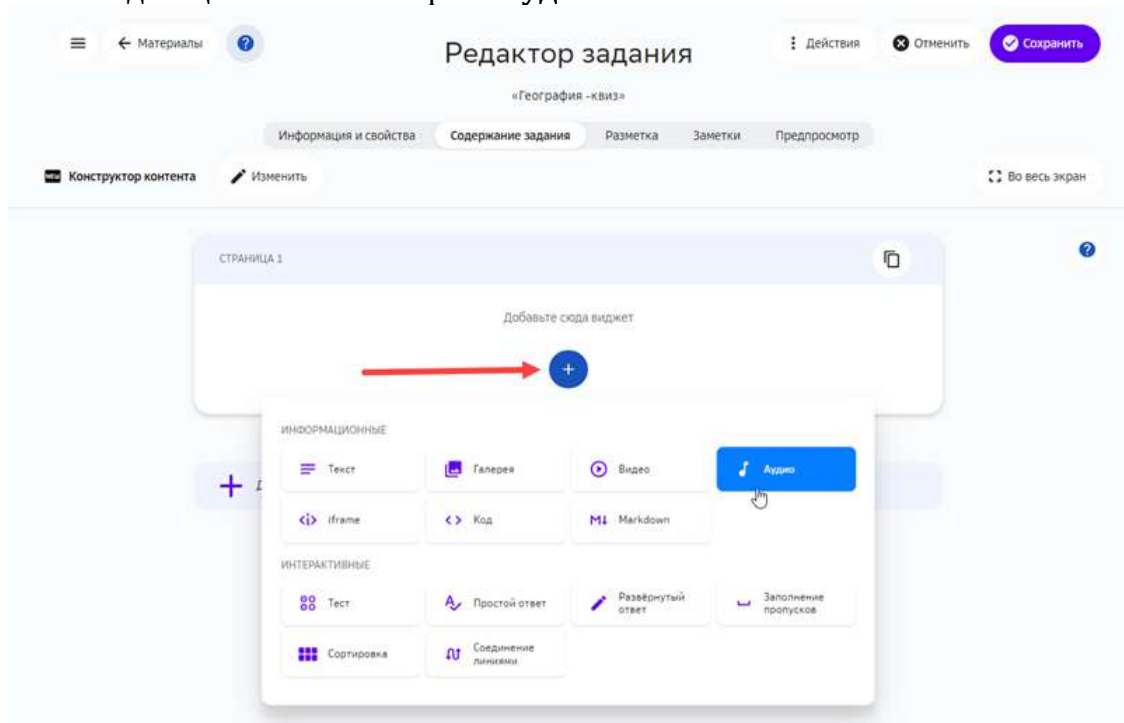 ← Материалы
Редактор задания
Действия
Отменить
Сохранить
«География -квиз»
Информация и свойства
Содержание задания
Разметка
Заметки
Предпросмотр
Конструктор контента
Изменить
Во весь экран
СТРАНИЦА 1
Добавьте сюда виджет
ИНФОРМАЦИОННЫЕ
Текст
Галерея
Видео
Аудио
iframe
Код
Markdown
ИНТЕРАКТИВНЫЕ
Тест
Простой ответ
Развёрнутый
ответ
Заполнение
пропусков
Сортировка
Соединение
линиями